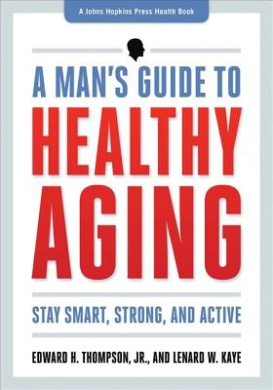 A Johns Hopkins Press Health Book
A MAN'S GUIDE TO
HEALTHY
AGING
STAY SMART, STRONG, AND ACTIVE
EDWARD H. THOMPSON, JR., AND LENARD W. KAYE